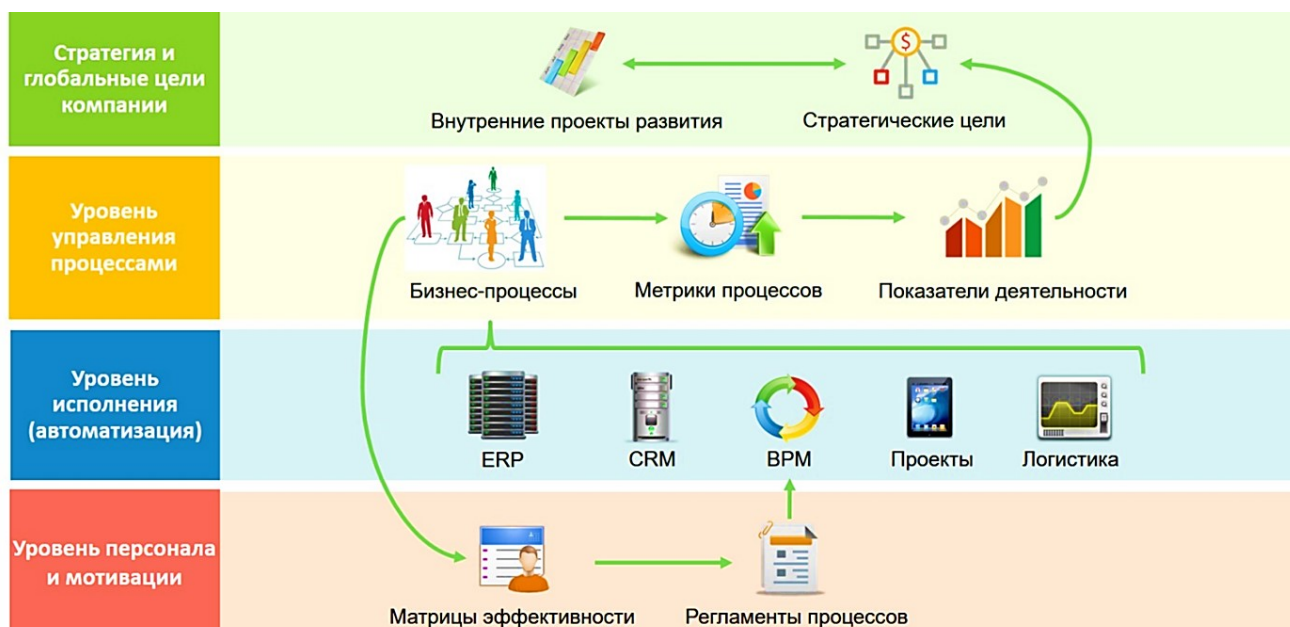 Стратегия и
глобальные цели
компании
Внутренние проекты развития
Стратегические цели
Уровень
управления
процессами
Бизнес-процессы
Метрики процессов
Показатели деятельности
Уровень
исполнения
(автоматизация)
ERP
CRM
BPM
Проекты
Логистика
Уровень персонала
и мотивации
Матрицы эффективности
Регламенты процессов